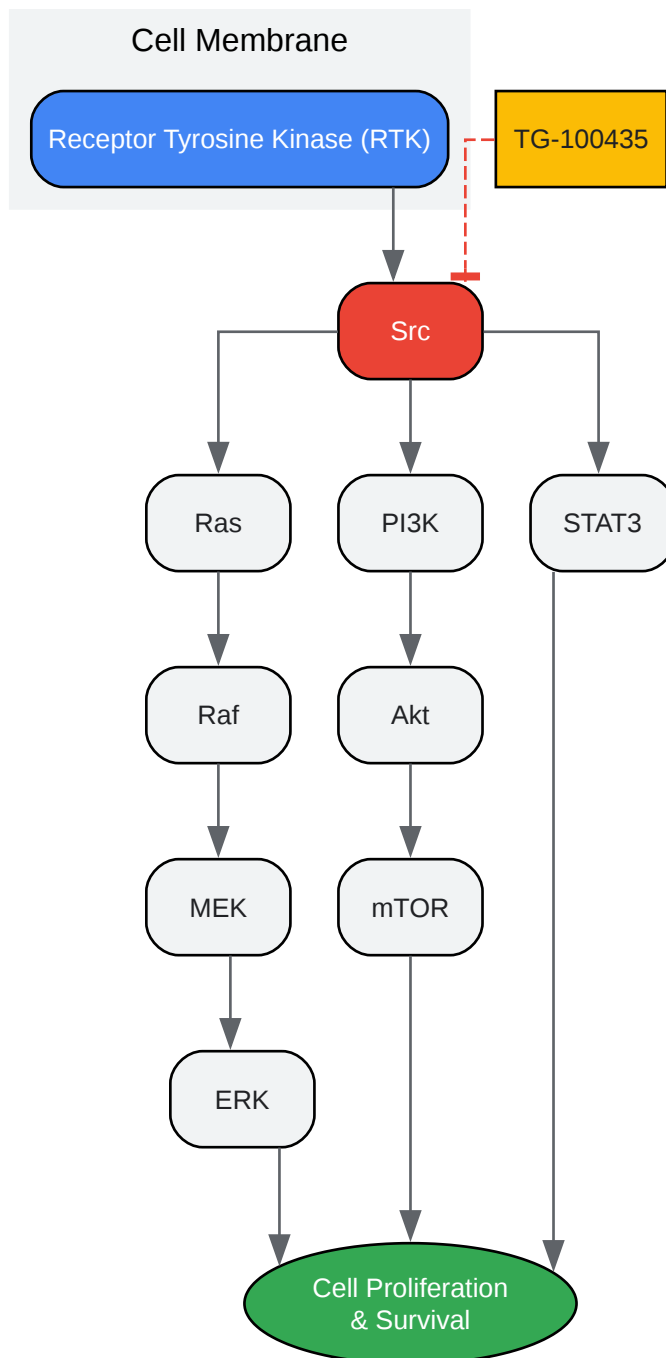 Cell Membrane
Receptor Tyrosine Kinase (RTK)
TG-100435
Src
Ras
PI3K
STAT3
Raf
Akt
MEK
mTOR
ERK
Cell Proliferation
& Survival